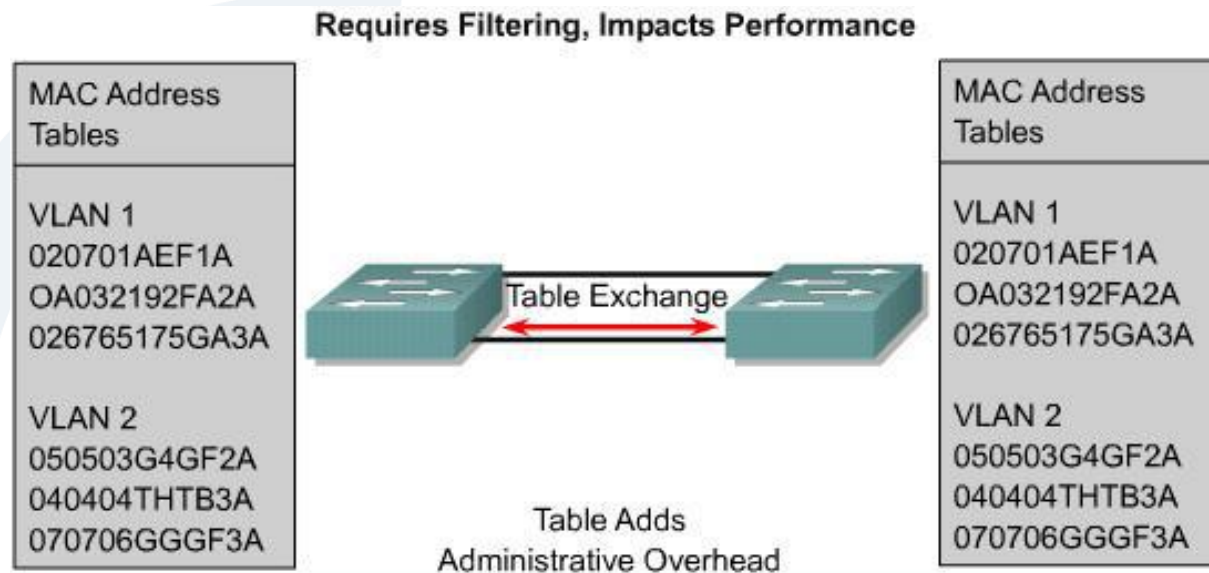 Requires Filtering, Impacts Performance
MAC Address
Tables
VLAN 1
020701AEF1A
OA032192FA2A
026765175GA3A
VLAN 2
050503G4GF2A
040404THTB3A
070706GGGF3A
Table Exchange
Table Adds
Administrative Overhead
MAC Address
Tables
VLAN 1
020701AEF1A
OA032192FA2A
026765175GA3A
VLAN 2
050503G4GF2A
040404THTB3A
070706GGGF3A